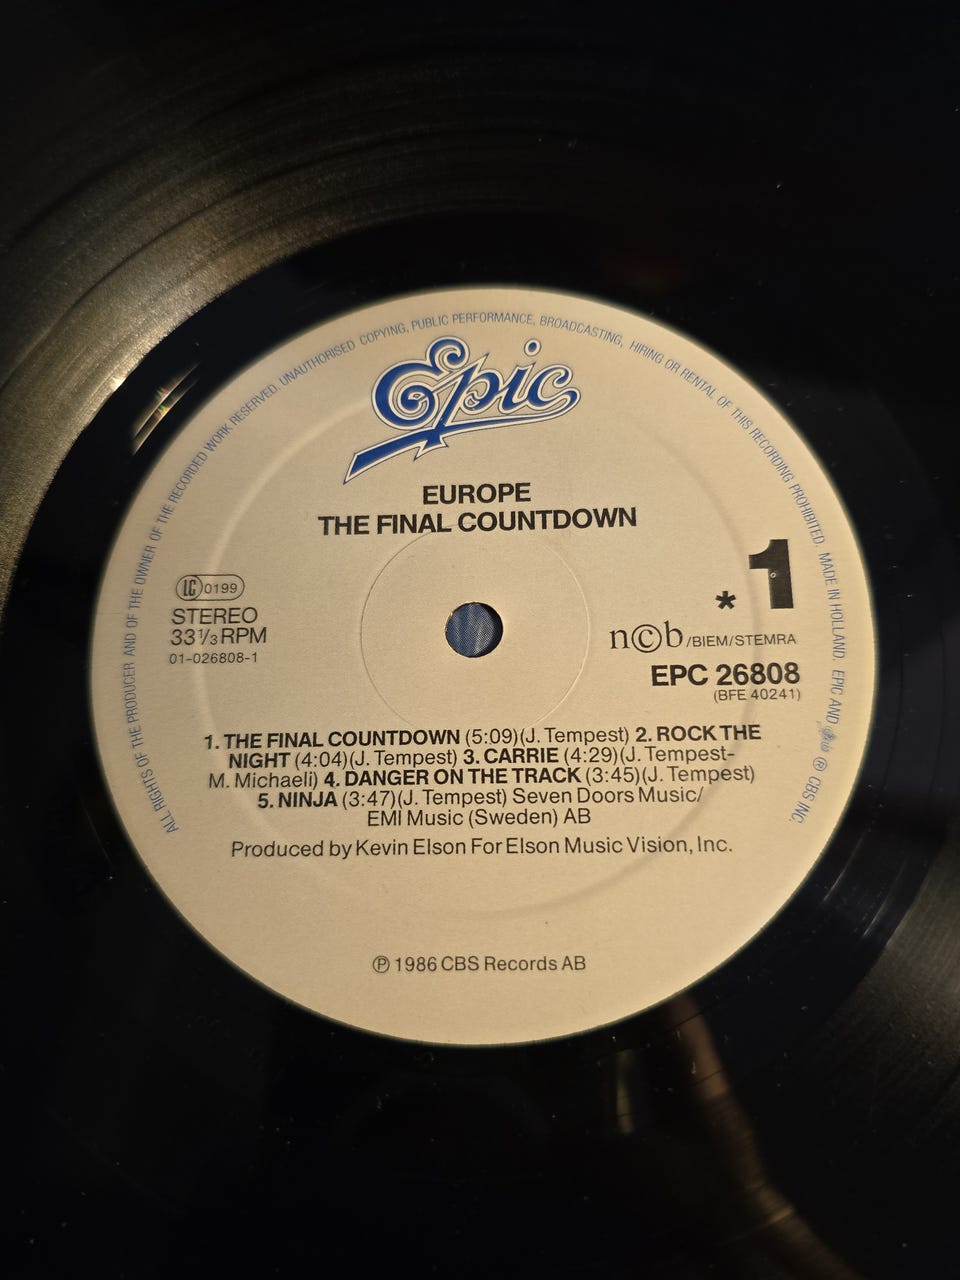 ALL RIGHTS OF THE PRODUCER AND OF THE OWNER OF THE RECORDED WORK RESERVED. UNAUTHORISED COPYING, PUBLIC PERFORMANCE, BROADCASTING, HIRING OR RENTAL OF THIS RECORDING PROHIBITED. MADE IN HOLLAND. EPIC AND ® CBS INC.
Epic
EUROPE
THE FINAL COUNTDOWN
LC 0199
STEREO
33⅓ RPM
01-026808-1
* 1
n©b/BIEM/STEMRA
EPC 26808
(BFE 40241)
1. THE FINAL COUNTDOWN (5:09)(J. Tempest) 2. ROCK THE
NIGHT (4:04)(J. Tempest) 3. CARRIE (4:29)(J. Tempest-
M. Michaeli) 4. DANGER ON THE TRACK (3:45)(J. Tempest)
5. NINJA (3:47)(J. Tempest) Seven Doors Music/
EMI Music (Sweden) AB
Produced by Kevin Elson For Elson Music Vision, Inc.
℗ 1986 CBS Records AB